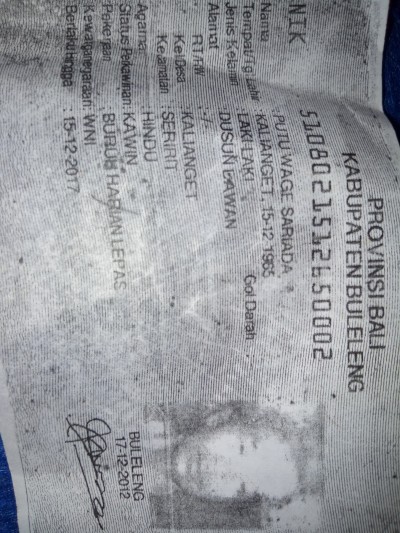 PROVINSI BALI
KABUPATEN BULELENG
NIK 5108021512650002
Nama : PUTU WAGE SARIADA
Tempat/Tgl Lahir : KALIANGET, 15-12-1965
Jenis Kelamin : LAKI-LAKI Gol Darah
Alamat : DUSUN LAWAN
RT/RW : -/-
Kel/Desa : KALIANGET
Kecamatan : SERIRIT
Agama : HINDU
Status Perkawinan: KAWIN
Pekerjaan : BURUH HARIAN LEPAS
Kewarganegaraan: WNI
Berlaku Hingga : 15-12-2017
BULELENG
17-12-2012